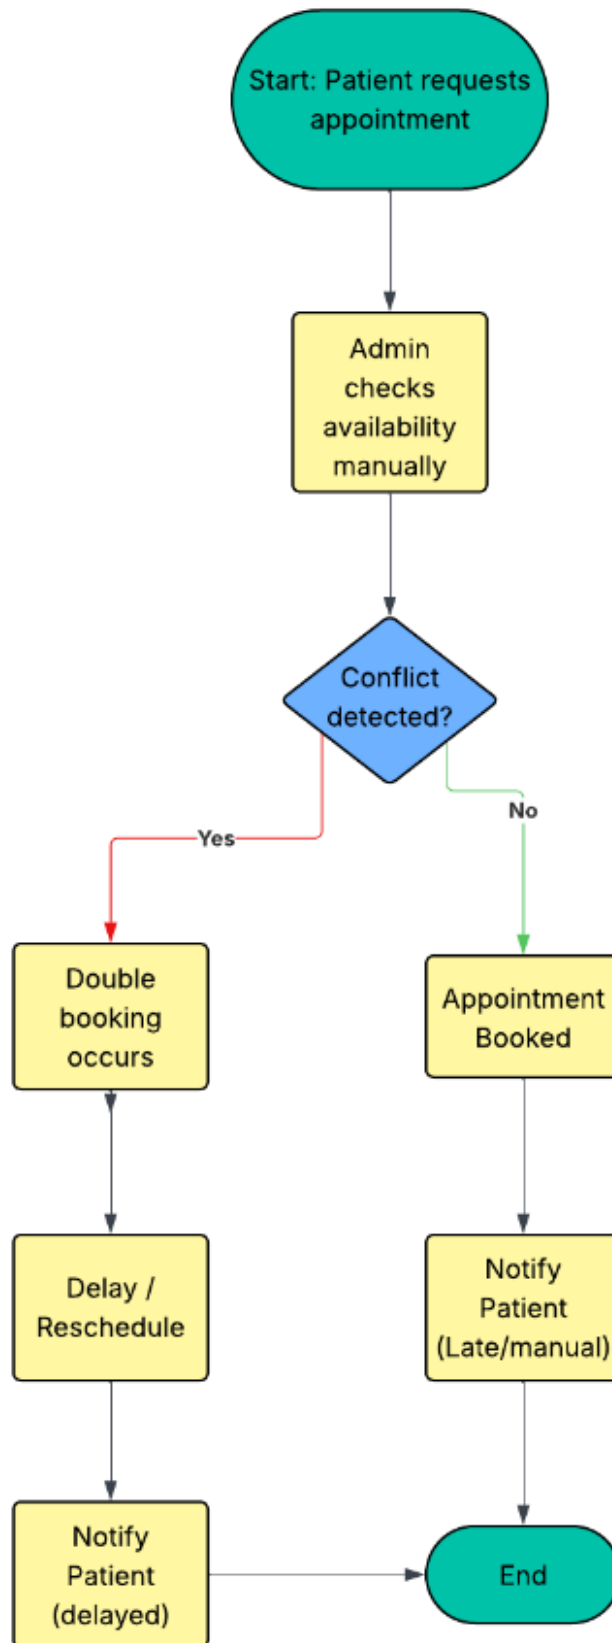 Start: Patient requests
appointment
Admin
checks
availability
manually
Conflict
detected?
Yes
No
Double
booking
occurs
Appointment
Booked
Delay /
Reschedule
Notify
Patient
(Late/manual)
Notify
Patient
(delayed)
End